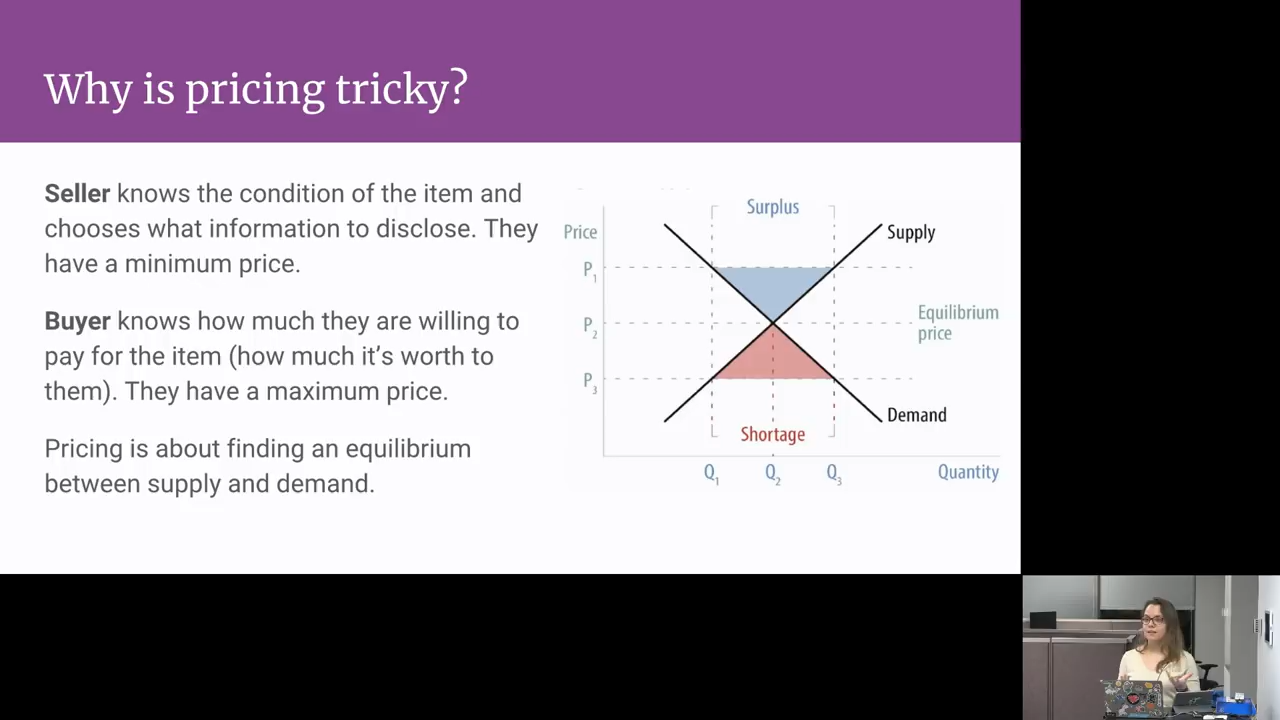 Why is pricing tricky?
Seller knows the condition of the item and
chooses what information to disclose. They
have a minimum price.
Buyer knows how much they are willing to
pay for the item (how much it's worth to
them). They have a maximum price.
Pricing is about finding an equilibrium
between supply and demand.
Surplus
Price
Supply
P1
P2
Equilibrium
price
P3
Demand
Shortage
Q1 Q2 Q3 Quantity